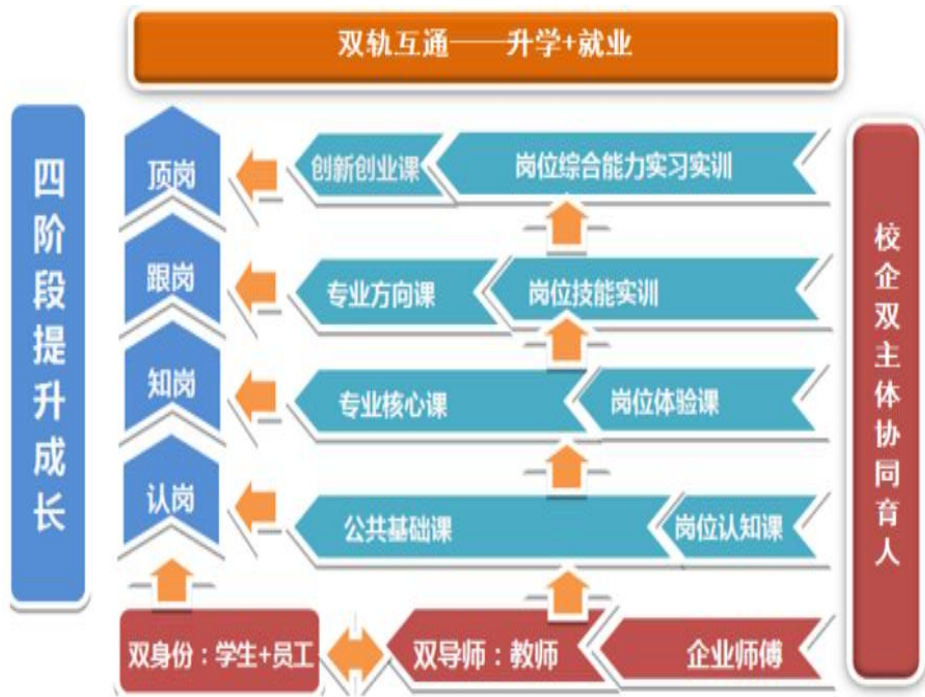 双轨互通——升学+就业
四阶段提升成长
顶岗
创新创业课
岗位综合能力实习实训
跟岗
专业方向课
岗位技能实训
知岗
专业核心课
岗位体验课
认岗
公共基础课
岗位认知课
双身份：学生+员工
双导师：教师
企业师傅
校企双主体协同育人